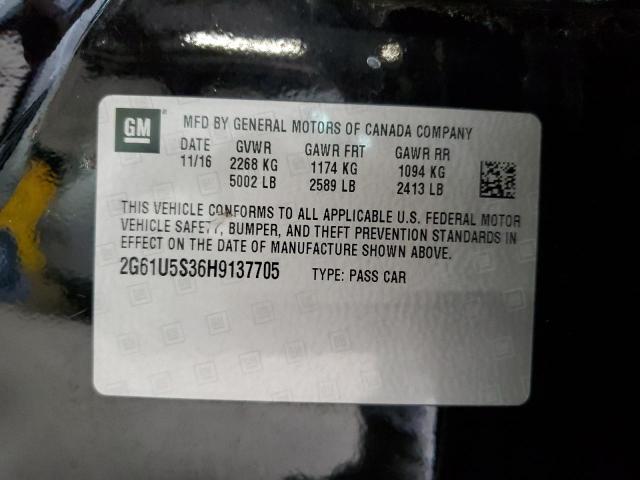 GM
MFD BY GENERAL MOTORS OF CANADA COMPANY
DATE GVWR GAWR FRT GAWR RR
11/16 2268 KG 1174 KG 1094 KG
5002 LB 2589 LB 2413 LB
THIS VEHICLE CONFORMS TO ALL APPLICABLE U.S. FEDERAL MOTOR
VEHICLE SAFETY, BUMPER, AND THEFT PREVENTION STANDARDS IN
EFFECT ON THE DATE OF MANUFACTURE SHOWN ABOVE.
2G61U5S36H9137705 TYPE: PASS CAR